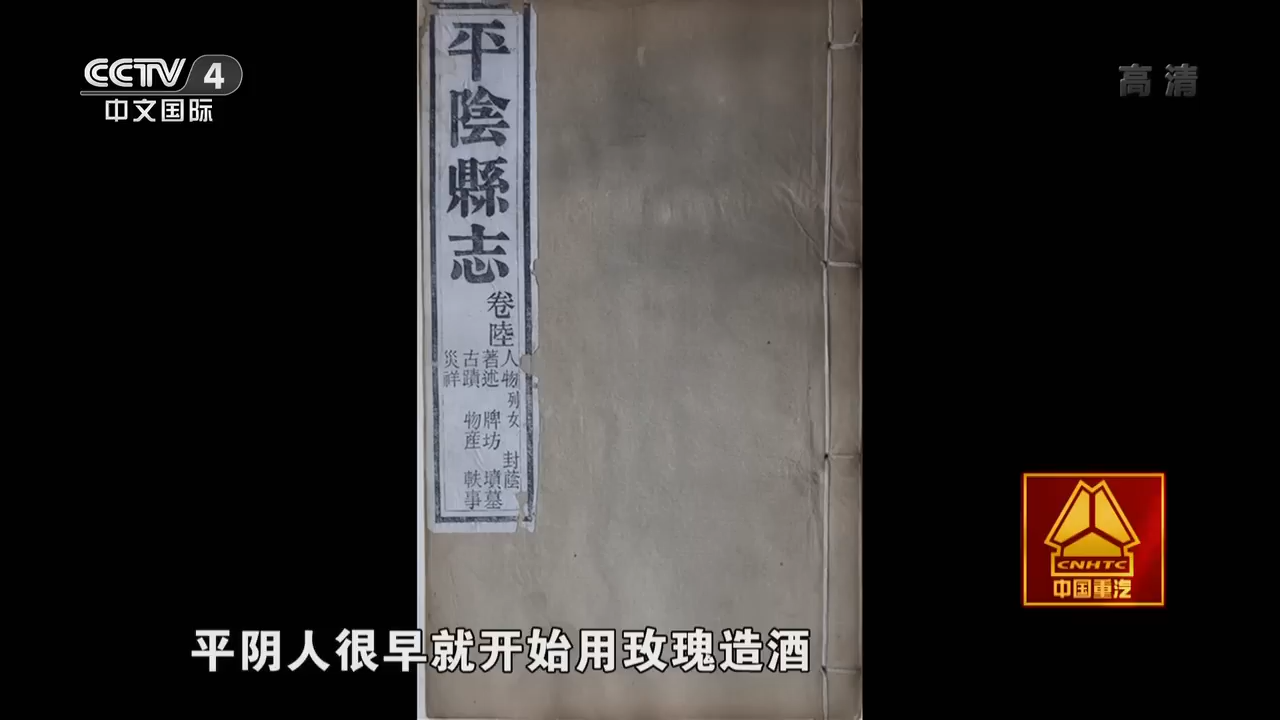 CCTV 4
中文国际
高清
平陰縣志
卷陸
人物 列女 封蔭
著述 牌坊 墳墓
古蹟 物産 軼事
災祥
CNHTC
中国重汽
平阴人很早就开始用玫瑰造酒